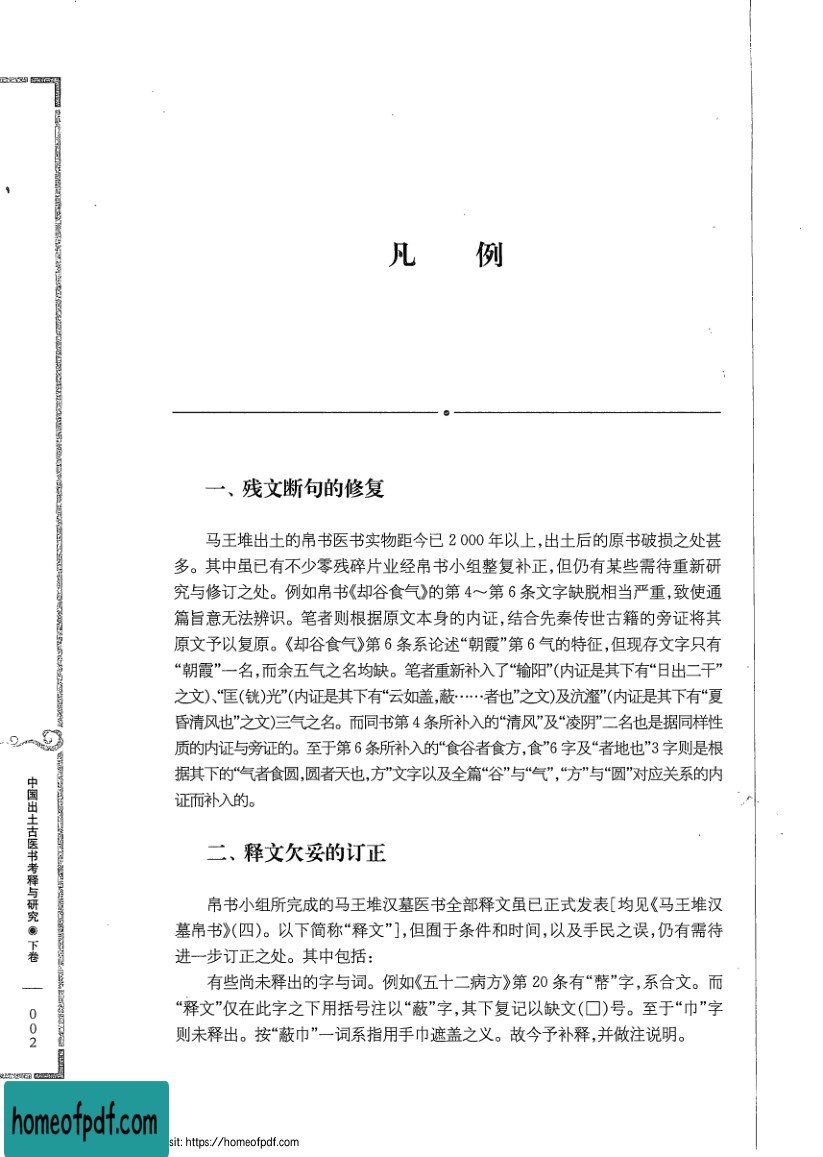 凡 例
一、残文断句的修复
马王堆出土的帛书医书实物距今已 2 000 年以上,出土后的原书破损之处甚
多。其中虽已有不少零残碎片业经帛书小组整复补正,但仍有某些需待重新研
究与修订之处。例如帛书《却谷食气》的第 4～第 6 条文字缺脱相当严重,致使通
篇旨意无法辨识。笔者则根据原文本身的内证,结合先秦传世古籍的旁证将其
原文予以复原。《却谷食气》第 6 条系论述“朝霞”第 6 气的特征,但现存文字只有
“朝霞”一名,而余五气之名均缺。笔者重新补入了“输阳”(内证是其下有“日出二干”
之文)、“匡(铣)光”(内证是其下有“云如盖,蔽……者也”之文)及沆瀣”(内证是其下有“夏
昏清风也”之文)三气之名。而同书第 4 条所补入的“清风”及“凌阴”二名也是据同样性
质的内证与旁证的。至于第 6 条所补入的“食谷者食方,食”6 字及“者地也”3 字则是根
据其下的“气者食圆,圆者天也,方”文字以及全篇“谷”与“气”,“方”与“圆”对应关系的内
证而补入的。
二、释文欠妥的订正
帛书小组所完成的马王堆汉墓医书全部释文虽已正式发表[均见《马王堆汉
墓帛书》(四)。以下简称“释文”],但囿于条件和时间,以及手民之误,仍有需待
进一步订正之处。其中包括:
有些尚未释出的字与词。例如《五十二病方》第 20 条有“幣”字,系合文。而
“释文”仅在此字之下用括号注以“蔽”字,其下复记以缺文(□)号。至于“巾”字
则未释出。按“蔽巾”一词系指用手巾遮盖之义。故今予补释,并做注说明。
中国出土古医书考释与研究◉下卷
002
homeofpdf.com
sit: https://homeofpdf.com